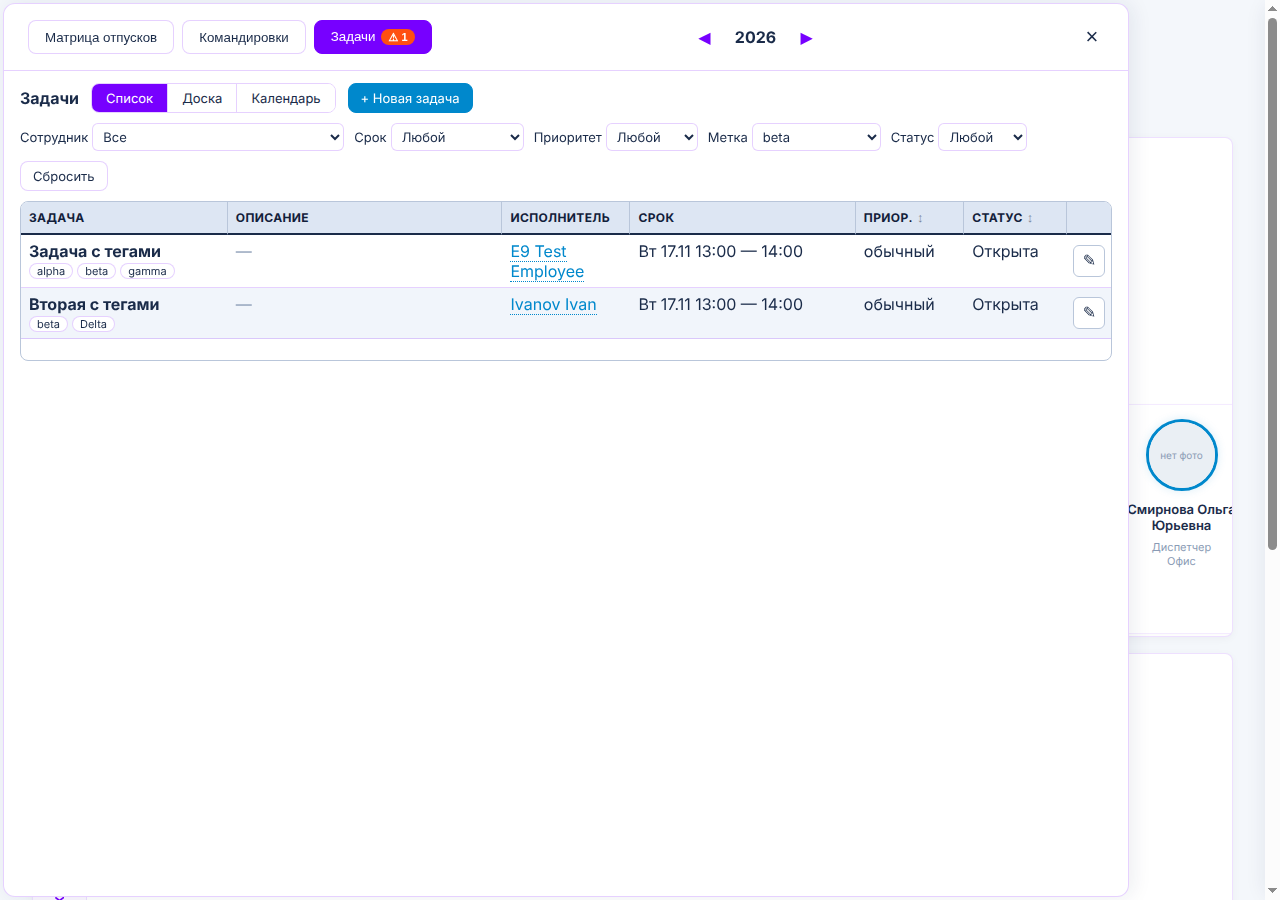 Матрица отпусков Командировки Задачи ⚠ 1 ◀ 2026 ▶ ×
Задачи Список Доска Календарь + Новая задача
Сотрудник Все Срок Любой Приоритет Любой Метка beta Статус Любой
Сбросить
ЗАДАЧА ОПИСАНИЕ ИСПОЛНИТЕЛЬ СРОК ПРИОР. ↕ СТАТУС ↕
Задача с тегами — E9 Test Вт 17.11 13:00 — 14:00 обычный Открыта ✎
alpha beta gamma Employee
Вторая с тегами — Ivanov Ivan Вт 17.11 13:00 — 14:00 обычный Открыта ✎
beta Delta
нет фото
Смирнова Ольга
Юрьевна
Диспетчер
Офис